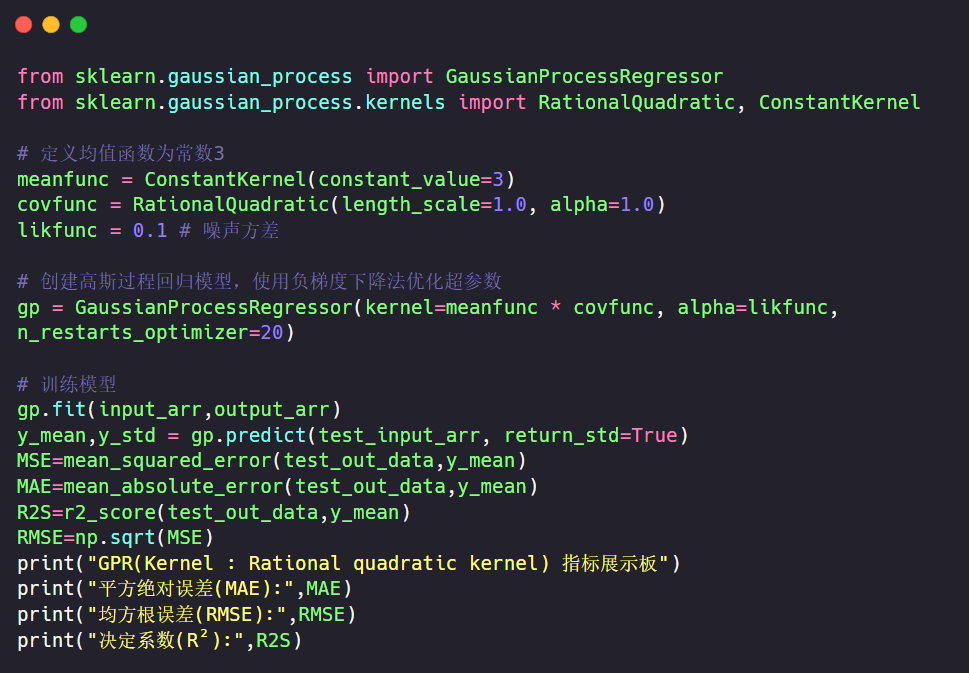 from sklearn.gaussian_process import GaussianProcessRegressor
from sklearn.gaussian_process.kernels import RationalQuadratic, ConstantKernel
# 定义均值函数为常数3
meanfunc = ConstantKernel(constant_value=3)
covfunc = RationalQuadratic(length_scale=1.0, alpha=1.0)
likfunc = 0.1 # 噪声方差
# 创建高斯过程回归模型，使用负梯度下降法优化超参数
gp = GaussianProcessRegressor(kernel=meanfunc * covfunc, alpha=likfunc,
n_restarts_optimizer=20)
# 训练模型
gp.fit(input_arr,output_arr)
y_mean,y_std = gp.predict(test_input_arr, return_std=True)
MSE=mean_squared_error(test_out_data,y_mean)
MAE=mean_absolute_error(test_out_data,y_mean)
R2S=r2_score(test_out_data,y_mean)
RMSE=np.sqrt(MSE)
print("GPR(Kernel : Rational quadratic kernel) 指标展示板")
print("平方绝对误差(MAE):",MAE)
print("均方根误差(RMSE):",RMSE)
print("决定系数(R²):",R2S)